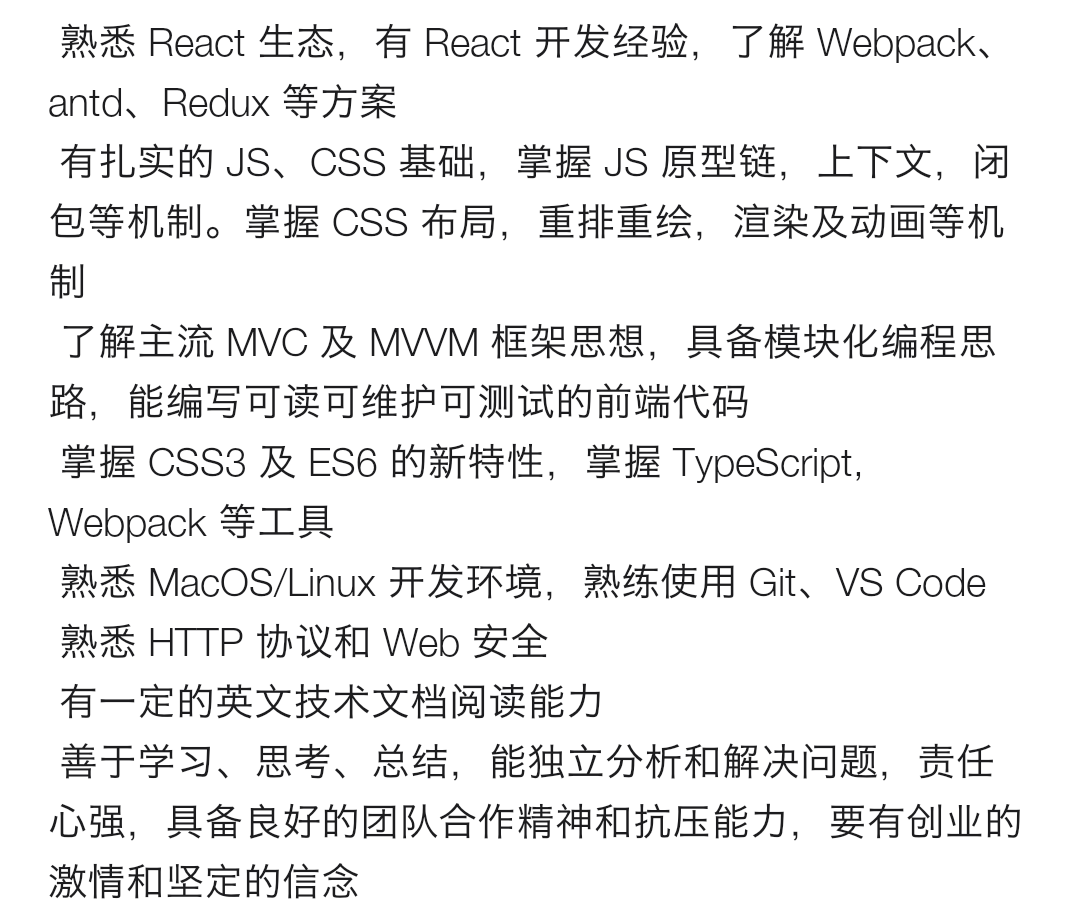 熟悉 React 生态，有 React 开发经验，了解 Webpack、
antd、Redux 等方案
有扎实的 JS、CSS 基础，掌握 JS 原型链，上下文，闭
包等机制。掌握 CSS 布局，重排重绘，渲染及动画等机
制
了解主流 MVC 及 MVVM 框架思想，具备模块化编程思
路，能编写可读可维护可测试的前端代码
掌握 CSS3 及 ES6 的新特性，掌握 TypeScript,
Webpack 等工具
熟悉 MacOS/Linux 开发环境，熟练使用 Git、VS Code
熟悉 HTTP 协议和 Web 安全
有一定的英文技术文档阅读能力
善于学习、思考、总结，能独立分析和解决问题，责任
心强，具备良好的团队合作精神和抗压能力，要有创业的
激情和坚定的信念